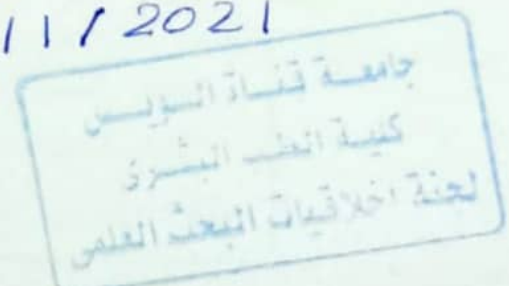 11/2021
جامعة قناة السويس
كلية الطب البشرى
لجنة اخلاقيات البحث العلمى